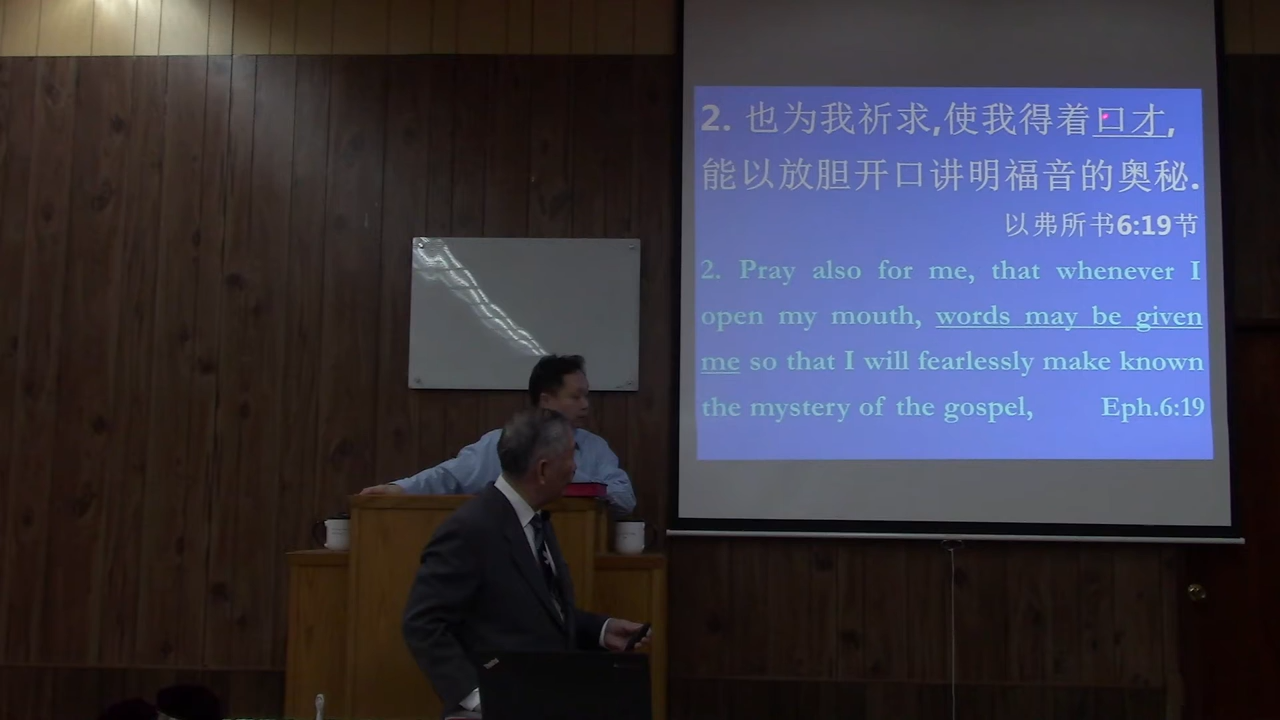 2. 也为我祈求,使我得着口才,
能以放胆开口讲明福音的奥秘.
以弗所书6:19节
2. Pray also for me, that whenever I
open my mouth, words may be given
me so that I will fearlessly make known
the mystery of the gospel, Eph.6:19